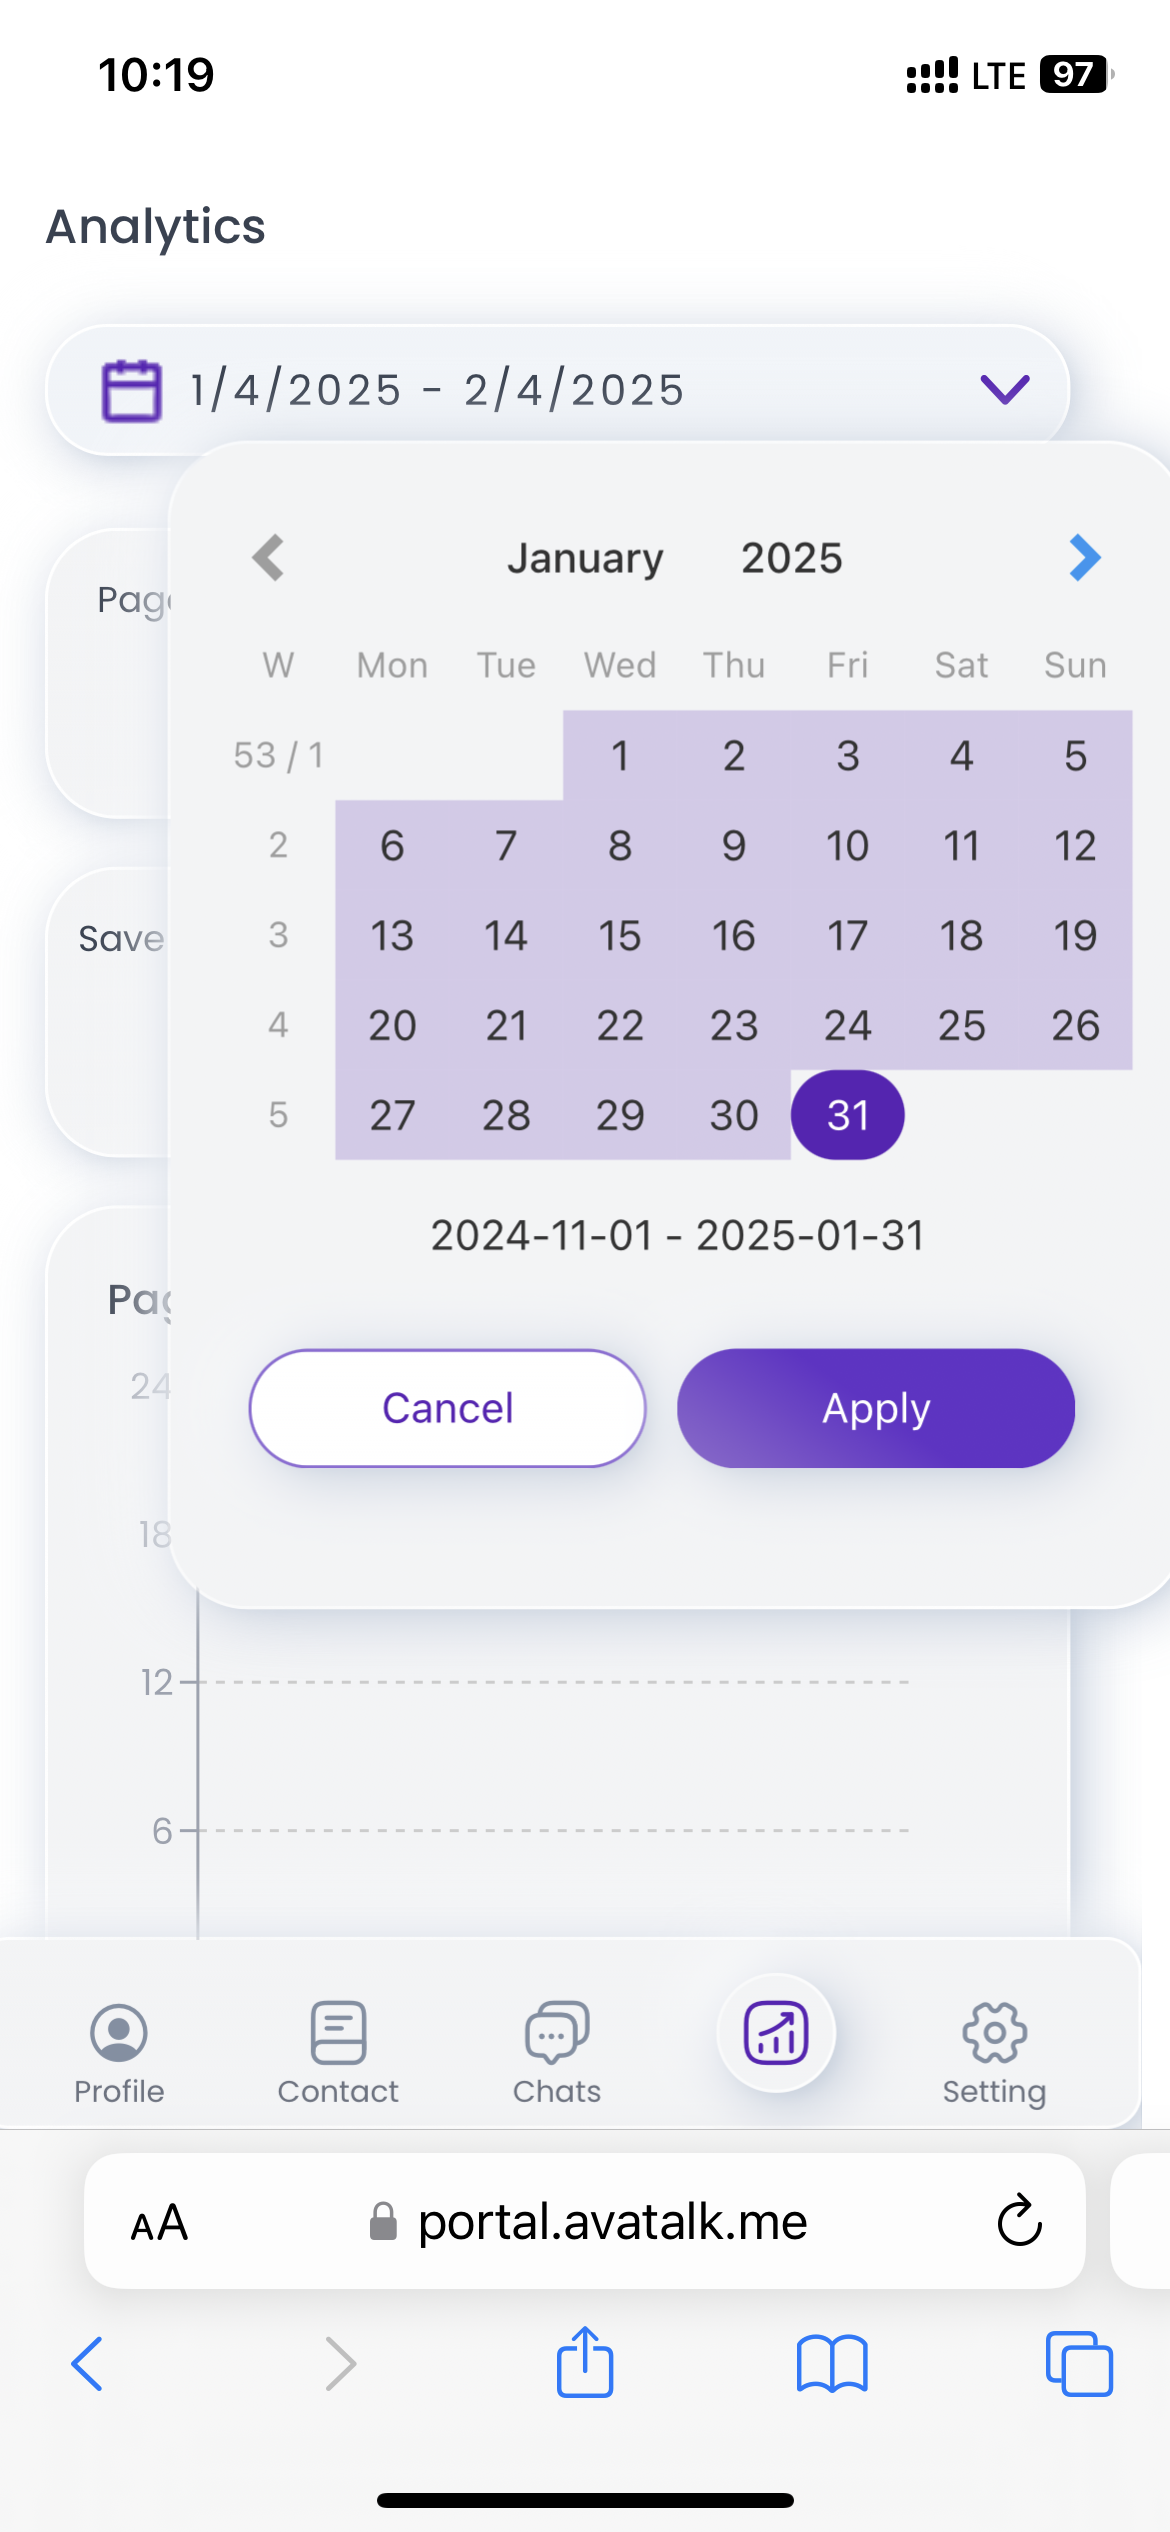 10:19 LTE 97
Analytics
1/4/2025 - 2/4/2025
January 2025
W Mon Tue Wed Thu Fri Sat Sun
53 / 1 1 2 3 4 5
2 6 7 8 9 10 11 12
3 13 14 15 16 17 18 19
4 20 21 22 23 24 25 26
5 27 28 29 30 31
2024-11-01 - 2025-01-31
Cancel Apply
Save
24
18
12
6
Profile Contact Chats Setting
AA portal.avatalk.me